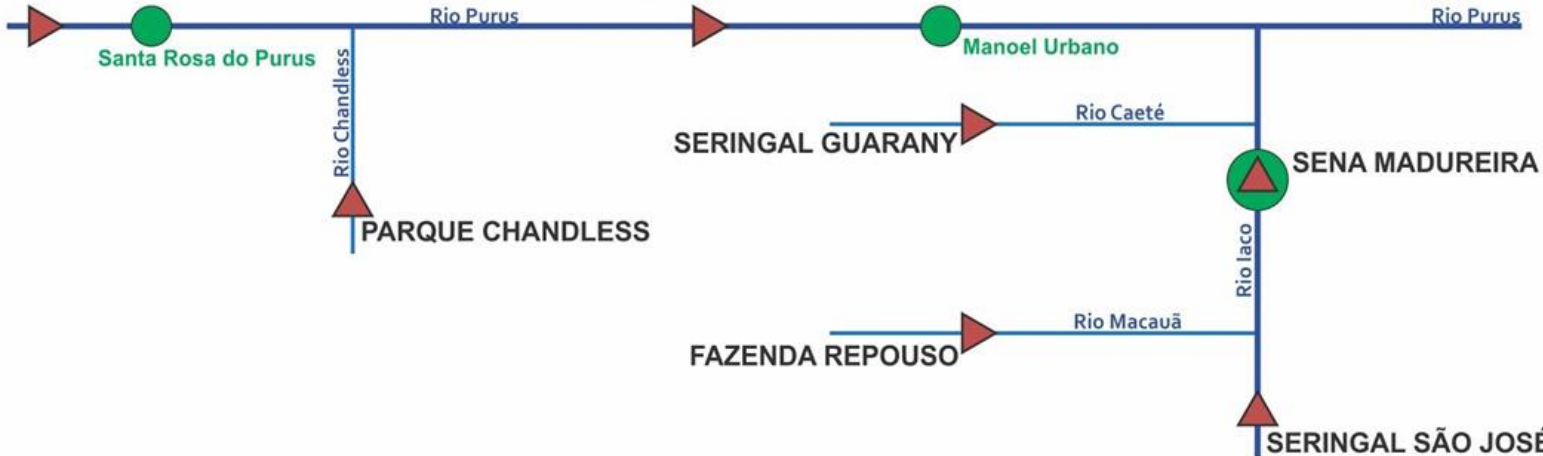 Rio Purus
Rio Purus
Santa Rosa do Purus
Manoel Urbano
Rio Chandless
Rio Caeté
SERINGAL GUARANY
SENA MADUREIRA
PARQUE CHANDLESS
Rio Iaco
Rio Macauã
FAZENDA REPOUSO
SERINGAL SÃO JOSÉ